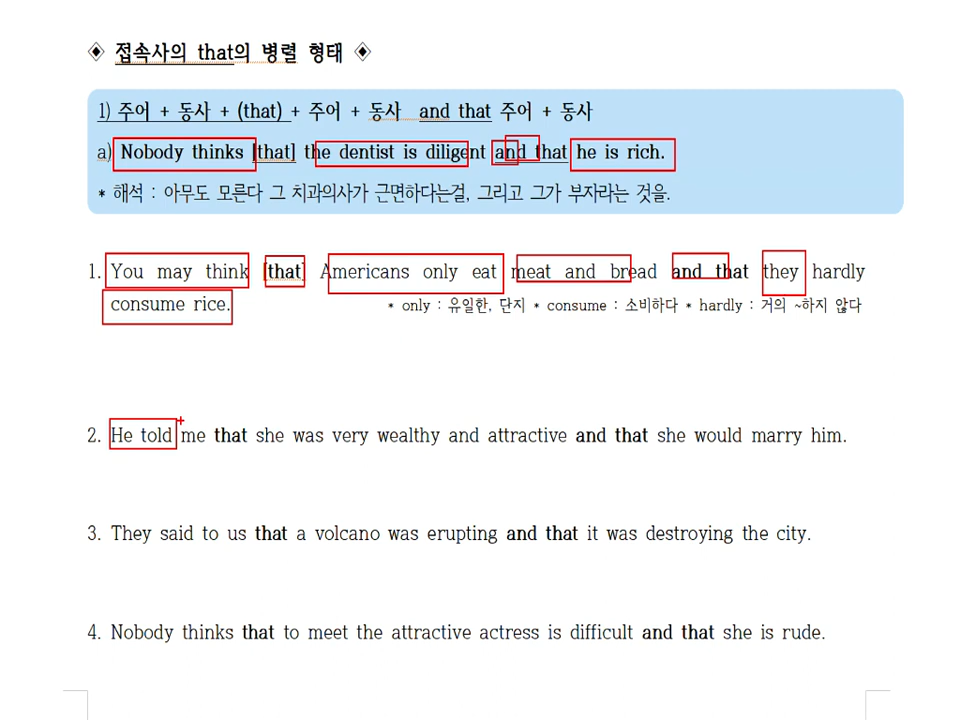 ◈ 접속사의 that의 병렬 형태 ◈
1) 주어 + 동사 + (that) + 주어 + 동사 and that 주어 + 동사
a) Nobody thinks [that] the dentist is diligent and that he is rich.
* 해석 : 아무도 모른다 그 치과의사가 근면하다는걸, 그리고 그가 부자라는 것을.
1. You may think [that] Americans only eat meat and bread and that they hardly
consume rice.
* only : 유일한, 단지 * consume : 소비하다 * hardly : 거의 ~하지 않다
2. He told me that she was very wealthy and attractive and that she would marry him.
3. They said to us that a volcano was erupting and that it was destroying the city.
4. Nobody thinks that to meet the attractive actress is difficult and that she is rude.